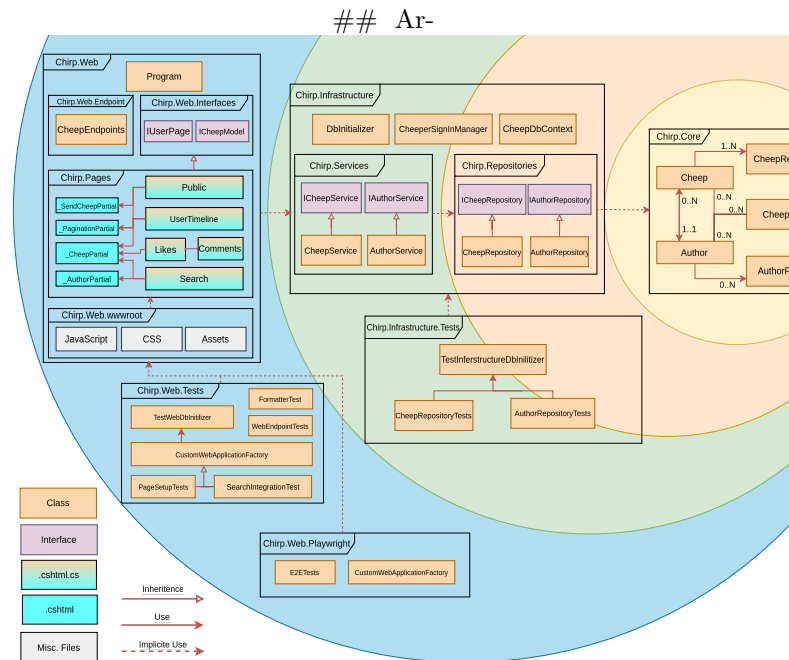 ## Ar-
Chirp.Web
Program
Chirp.Web.Endpoint
CheepEndpoints
Chirp.Web.Interfaces
IUserPage
ICheepModel
Chirp.Pages
Public
_SendCheepPartial
UserTimeline
_PaginationPartial
Likes
Comments
_CheepPartial
Search
_AuthorPartial
Chirp.Web.wwwroot
JavaScript
CSS
Assets
Chirp.Infrastructure
DbInitializer
CheeperSignInManager
CheepDbContext
Chirp.Services
ICheepService
IAuthorService
CheepService
AuthorService
Chirp.Repositories
ICheepRepository
IAuthorRepository
CheepRepository
AuthorRepository
Chirp.Core
1..N
CheepRe
Cheep
0..N
0..N
0..N
Cheep
1..1
0..N
Author
AuthorF
0..N
Chirp.Infrastructure.Tests
TestInferstructureDbInilitizer
CheepRepositoryTests
AuthorRepositoryTests
Chirp.Web.Tests
FormatterTest
TestWebDbInitilizer
WebEndpointTests
CustomWebApplicationFactory
PageSetupTests
SearchIntegrationTest
Chirp.Web.Playwright
E2ETests
CustomWebApplicationFactory
Class
Interface
.cshtml.cs
.cshtml
Misc. Files
Inheritence
Use
Implicite Use